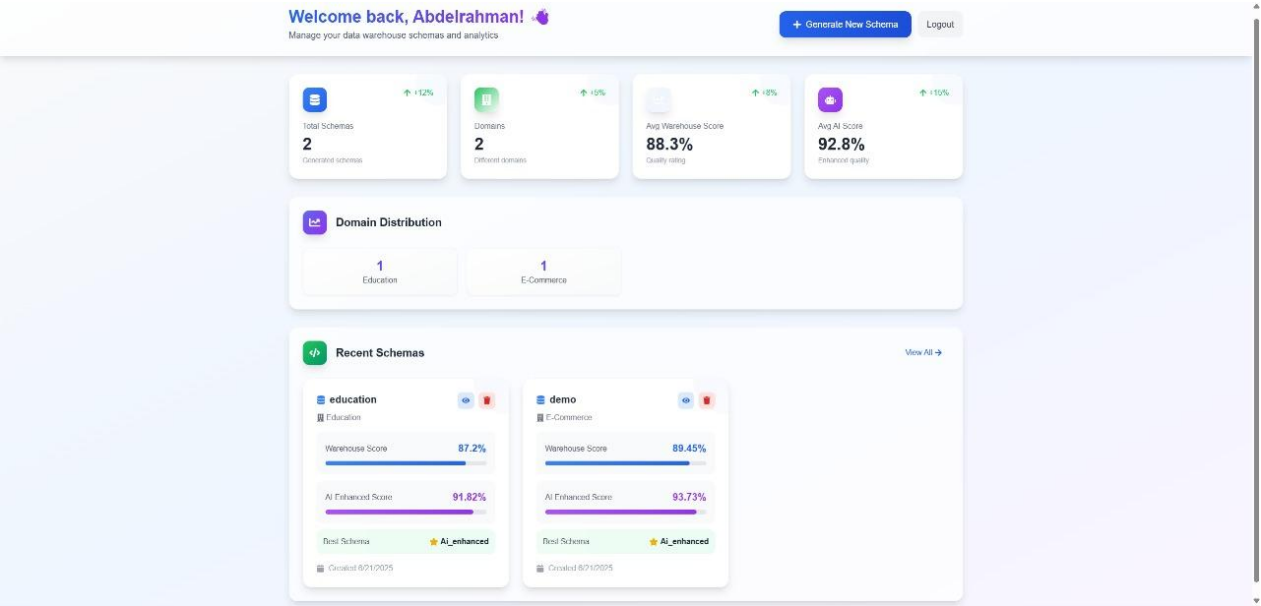 Welcome back, Abdelrahman!
Manage your data warehouse schemas and analytics
Generate New Schema
Logout
+12%
Total Schemas
2
Generated schemas
+5%
Domains
2
Different domains
+8%
Avg Warehouse Score
88.3%
Quality rating
+15%
Avg AI Score
92.8%
Enhanced quality
Domain Distribution
1
Education
1
E-Commerce
Recent Schemas
View All
education
Education
Warehouse Score 87.2%
AI Enhanced Score 91.82%
Best Schema Ai_enhanced
Created 6/21/2025
demo
E-Commerce
Warehouse Score 89.45%
AI Enhanced Score 93.73%
Best Schema Ai_enhanced
Created 6/21/2025